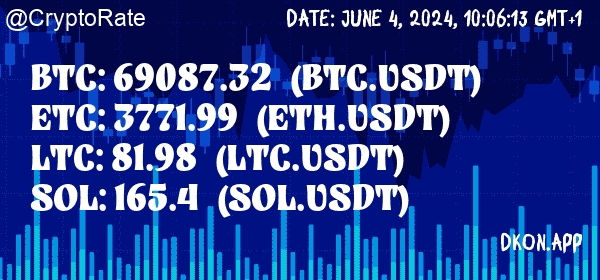 @CryptoRate
DATE: JUNE 4, 2024, 10:06:13 GMT+1
BTC: 69087.32 (BTC.USDT)
ETC: 3771.99 (ETH.USDT)
LTC: 81.98 (LTC.USDT)
SOL: 165.4 (SOL.USDT)
DKON.APP